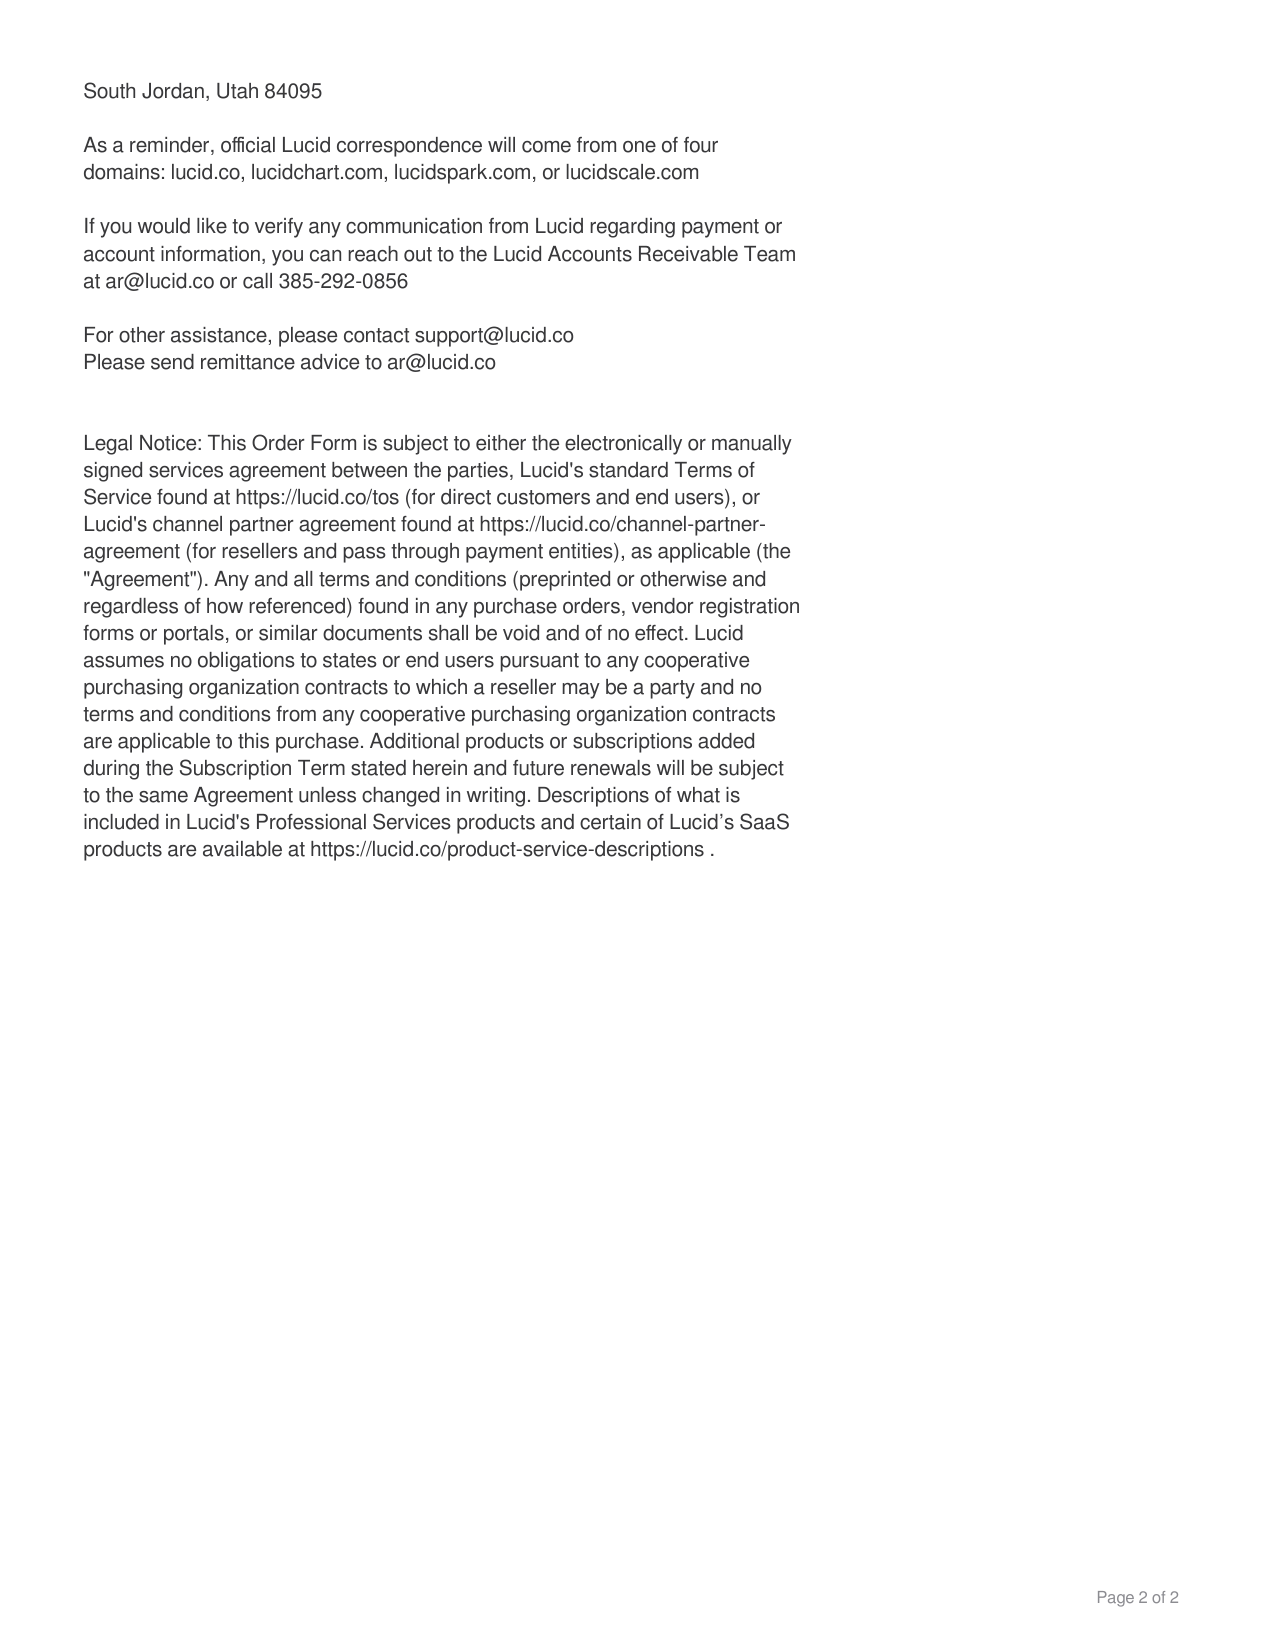 South Jordan, Utah 84095
As a reminder, official Lucid correspondence will come from one of four
domains: lucid.co, lucidchart.com, lucidspark.com, or lucidscale.com
If you would like to verify any communication from Lucid regarding payment or
account information, you can reach out to the Lucid Accounts Receivable Team
at ar@lucid.co or call 385-292-0856
For other assistance, please contact support@lucid.co
Please send remittance advice to ar@lucid.co
Legal Notice: This Order Form is subject to either the electronically or manually
signed services agreement between the parties, Lucid's standard Terms of
Service found at https://lucid.co/tos (for direct customers and end users), or
Lucid's channel partner agreement found at https://lucid.co/channel-partner-
agreement (for resellers and pass through payment entities), as applicable (the
"Agreement"). Any and all terms and conditions (preprinted or otherwise and
regardless of how referenced) found in any purchase orders, vendor registration
forms or portals, or similar documents shall be void and of no effect. Lucid
assumes no obligations to states or end users pursuant to any cooperative
purchasing organization contracts to which a reseller may be a party and no
terms and conditions from any cooperative purchasing organization contracts
are applicable to this purchase. Additional products or subscriptions added
during the Subscription Term stated herein and future renewals will be subject
to the same Agreement unless changed in writing. Descriptions of what is
included in Lucid's Professional Services products and certain of Lucid’s SaaS
products are available at https://lucid.co/product-service-descriptions .
Page 2 of 2